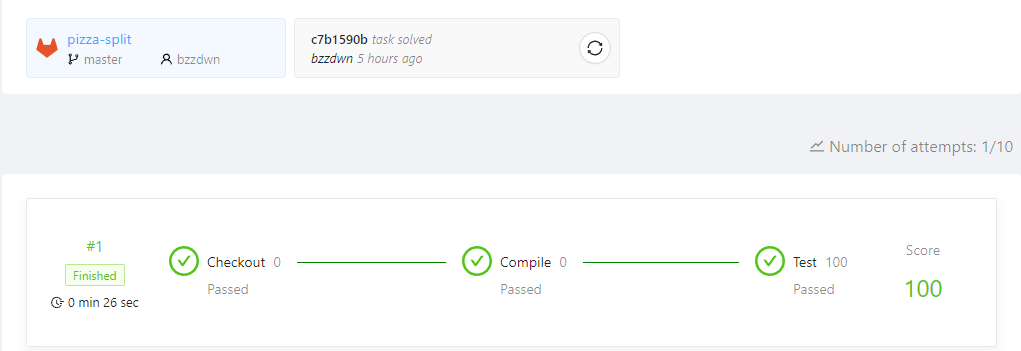 pizza-split
master bzzdwn
c7b1590b task solved
bzzdwn 5 hours ago
Number of attempts: 1/10
#1
Finished
0 min 26 sec
Checkout 0
Passed
Compile 0
Passed
Test 100
Passed
Score
100